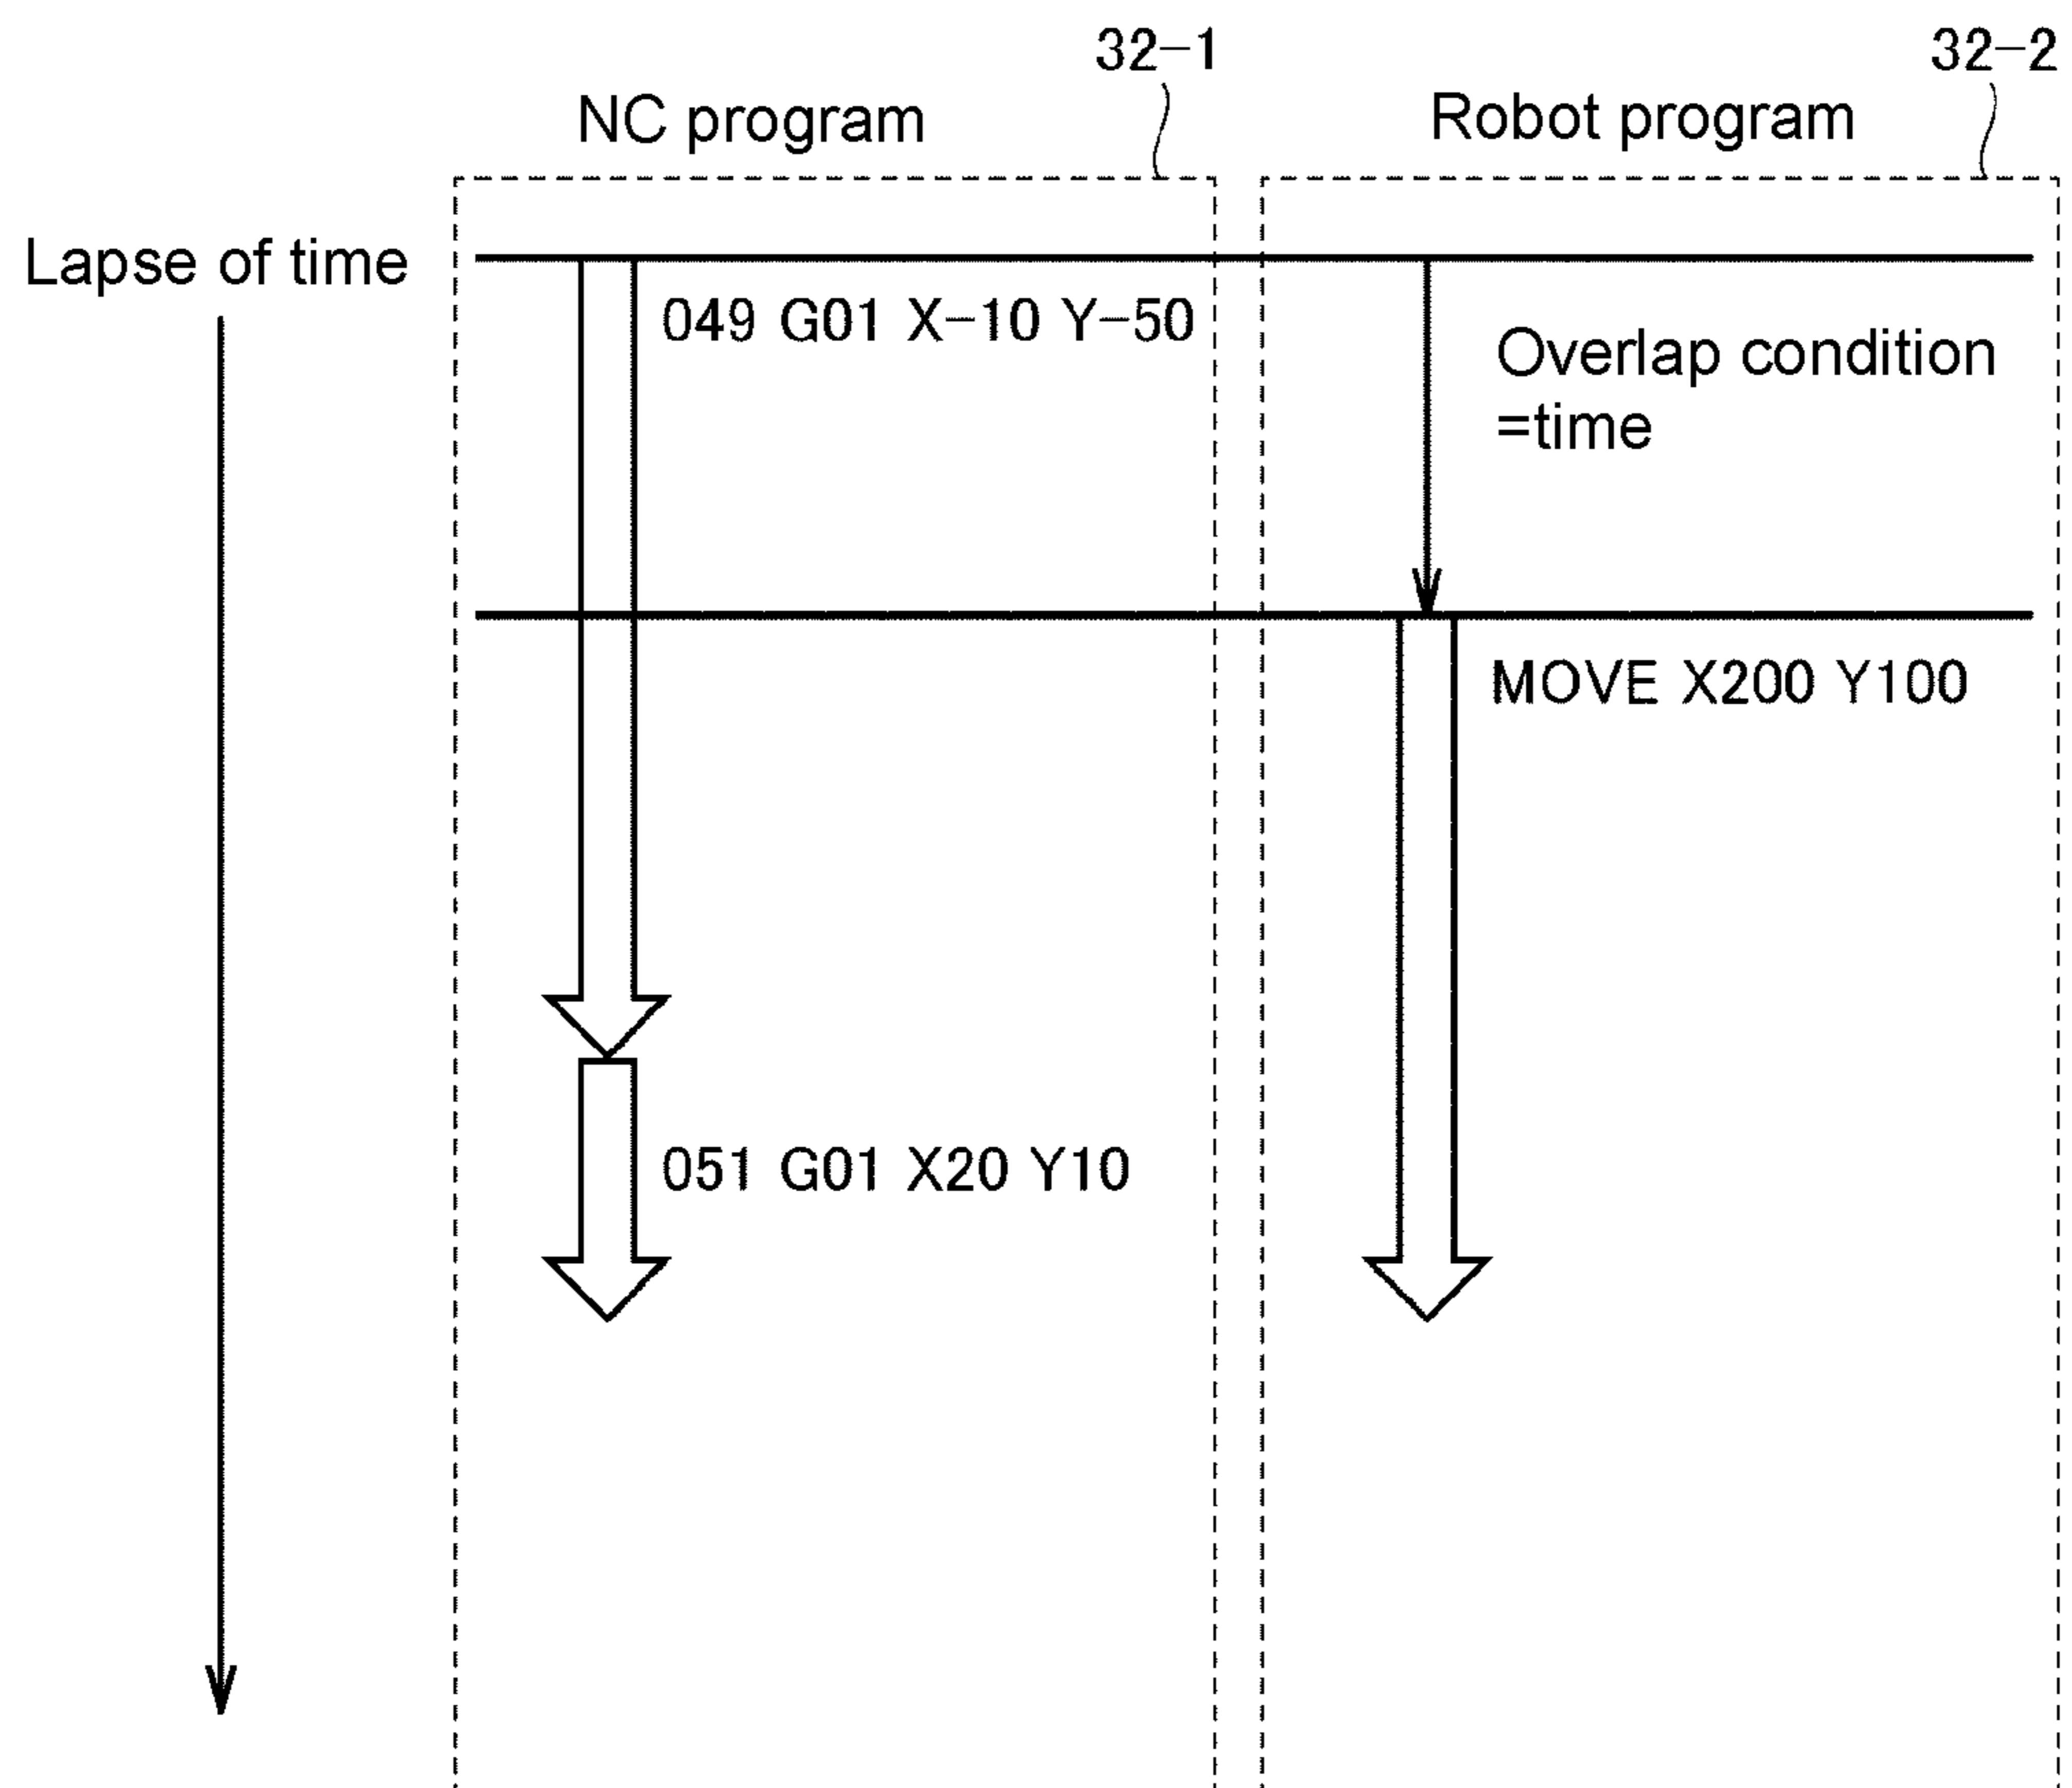 32-1
32-2
NC program
Robot program
Lapse of time
049 G01 X-10 Y-50
Overlap condition
=time
MOVE X200 Y100
051 G01 X20 Y10